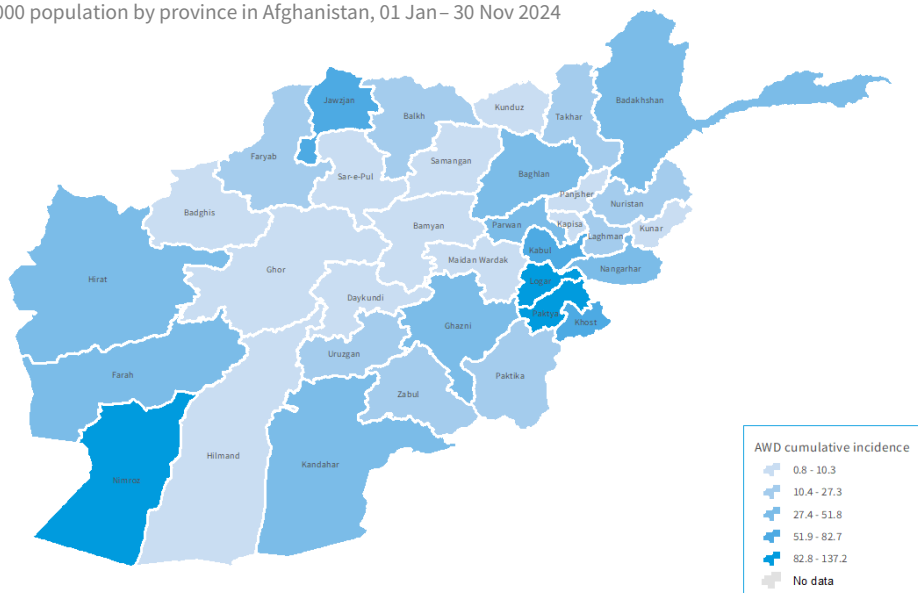 000 population by province in Afghanistan, 01 Jan – 30 Nov 2024
Jawzjan
Balkh
Kunduz
Takhar
Badakhshan
Faryab
Sar-e-Pul
Samangan
Baghlan
Panjsher
Nuristan
Badghis
Bamyan
Parwan
Kapisa
Laghman
Kunar
Kabul
Maidan Wardak
Nangarhar
Hirat
Ghor
Logar
Daykundi
Paktya
Khost
Ghazni
Uruzgan
Farah
Paktika
Zabul
Hilmand
Kandahar
Nimroz
AWD cumulative incidence
0.8 - 10.3
10.4 - 27.3
27.4 - 51.8
51.9 - 82.7
82.8 - 137.2
No data